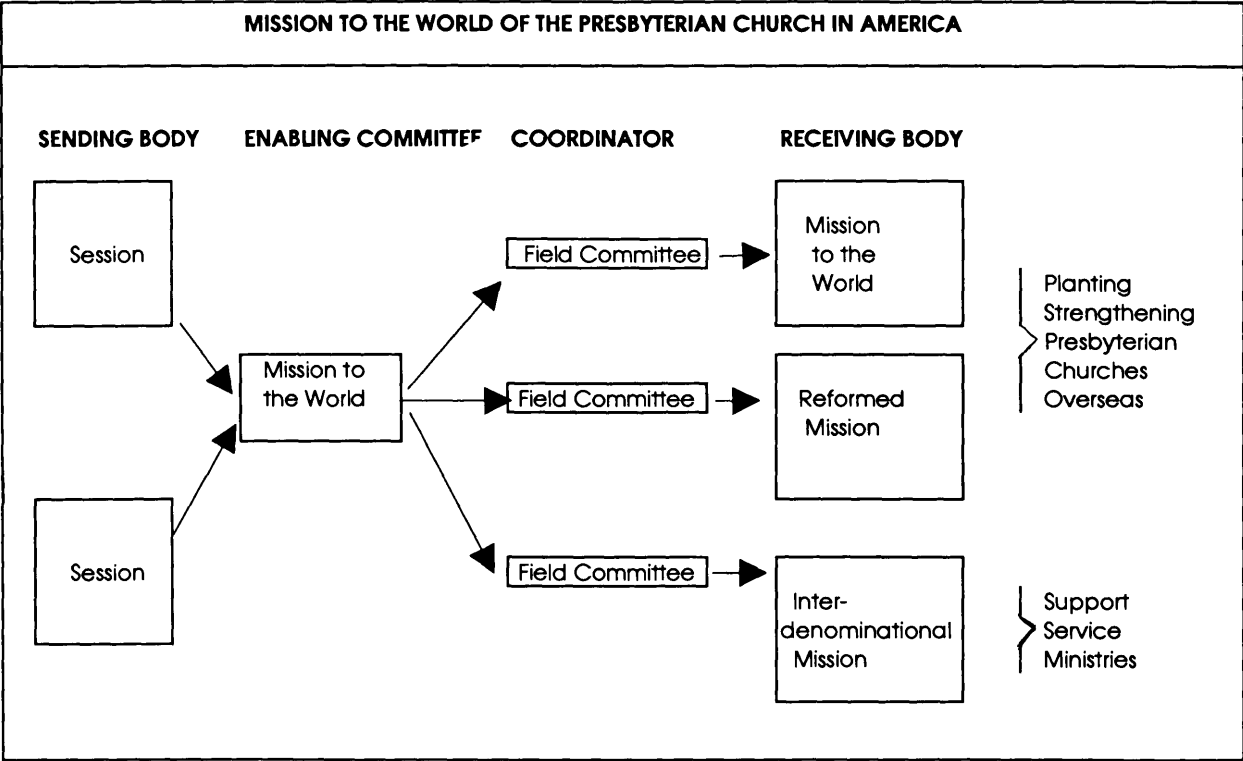 MISSION TO THE WORLD OF THE PRESBYTERIAN CHURCH IN AMERICA
SENDING BODY
ENABLING COMMITTEE
COORDINATOR
RECEIVING BODY
Session
Session
Mission to
the World
Field Committee
Field Committee
Field Committee
Mission
to the
World
Reformed
Mission
Inter-
denominational
Mission
Planting
Strengthening
Presbyterian
Churches
Overseas
Support
Service
Ministries